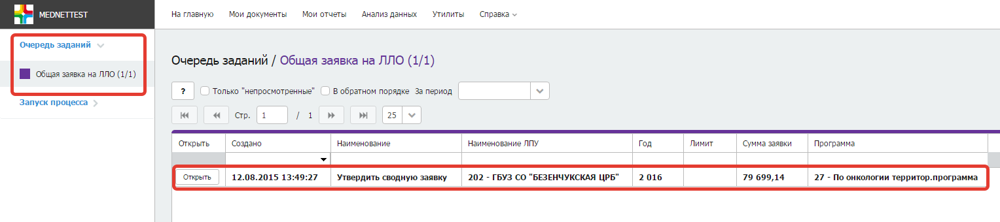 MEDNETTEST
На главную Мои документы Мои отчеты Анализ данных Утилиты Справка
Очередь заданий
Общая заявка на ЛЛО (1/1)
Запуск процесса
Очередь заданий / Общая заявка на ЛЛО (1/1)
? Только "непросмотренные" В обратном порядке За период
Стр. 1 / 1 25
Открыть Создано Наименование Наименование ЛПУ Год Лимит Сумма заявки Программа
Открыть 12.08.2015 13:49:27 Утвердить сводную заявку 202 - ГБУЗ СО "БЕЗЕНЧУКСКАЯ ЦРБ" 2 016 79 699,14 27 - По онкологии территор.программа